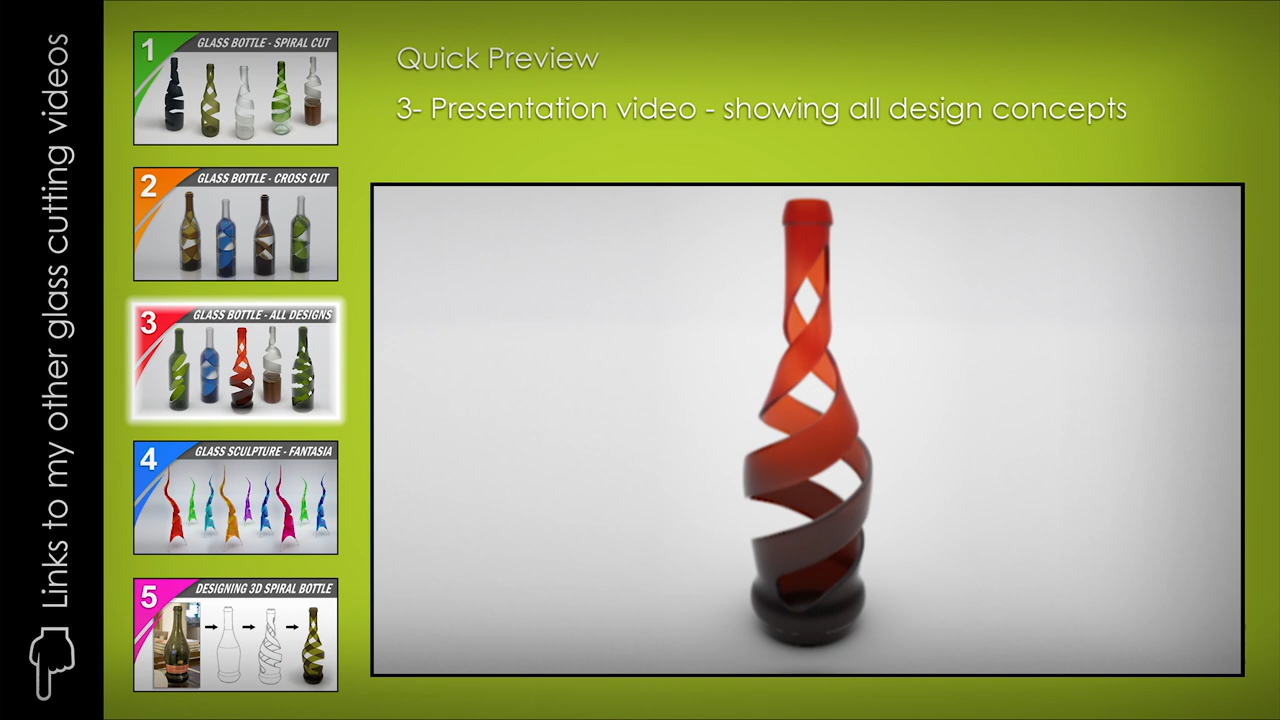 Links to my other glass cutting videos
1
GLASS BOTTLE - SPIRAL CUT
2
GLASS BOTTLE - CROSS CUT
3
GLASS BOTTLE - ALL DESIGNS
4
GLASS SCULPTURE - FANTASIA
5
DESIGNING 3D SPIRAL BOTTLE
Quick Preview
3- Presentation video - showing all design concepts